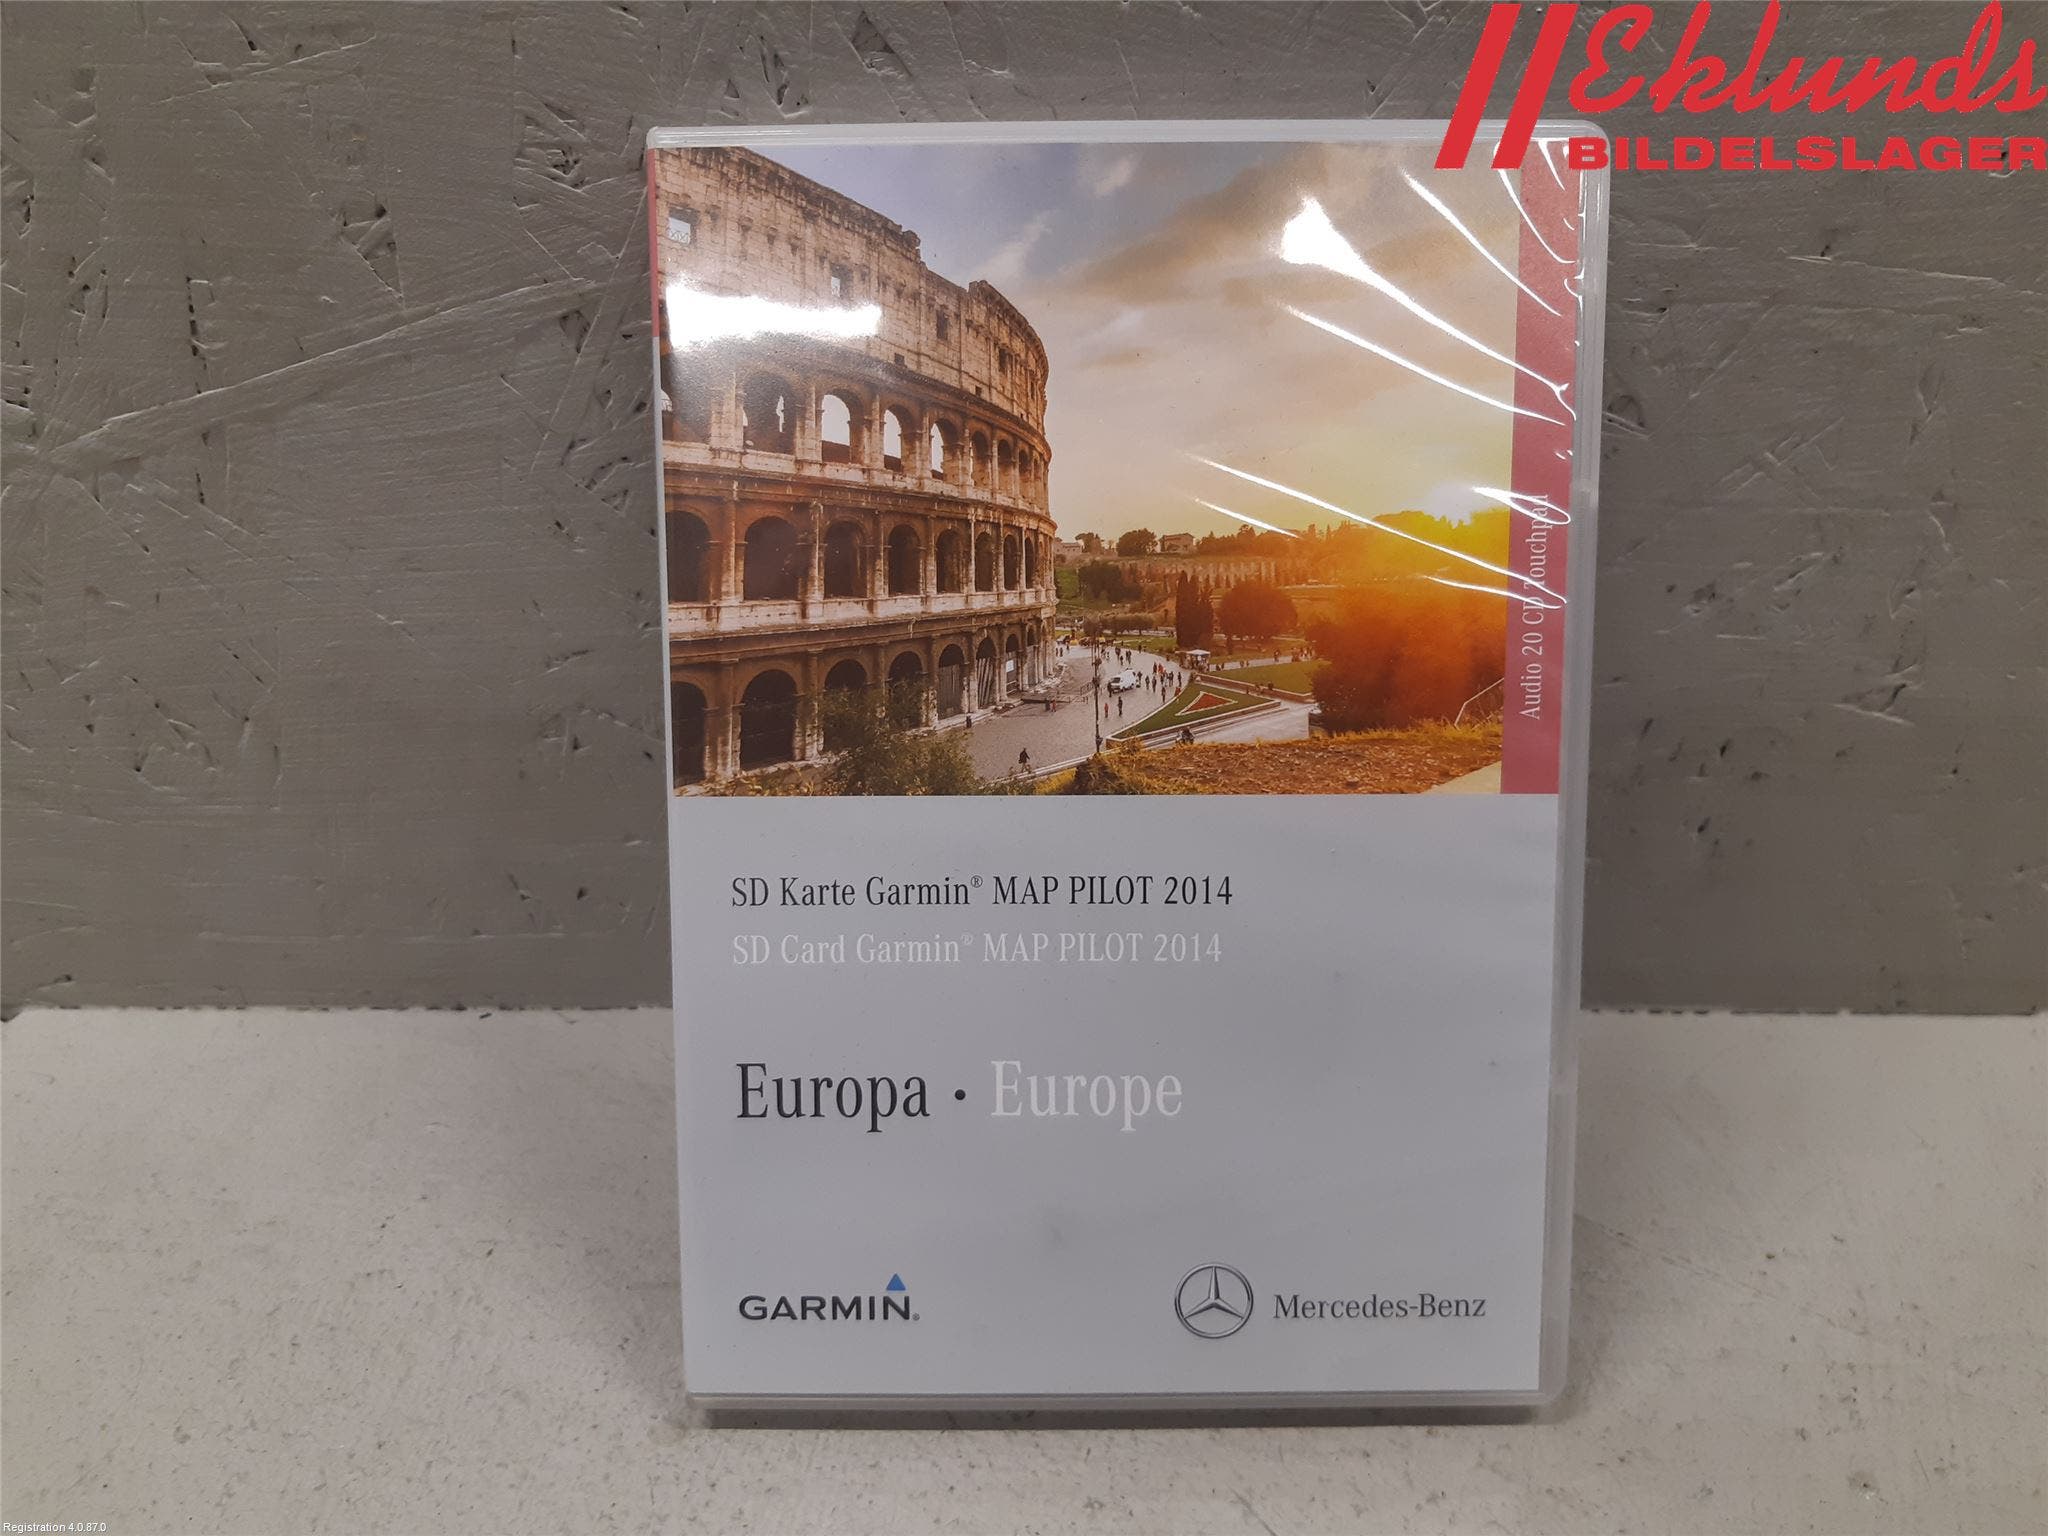 Eklunds
BILDELSLAGER
Audio 20 CD Touchpad
SD Karte Garmin® MAP PILOT 2014
SD Card Garmin® MAP PILOT 2014
Europa • Europe
GARMIN®
Mercedes-Benz
Registration 4.0.87.0